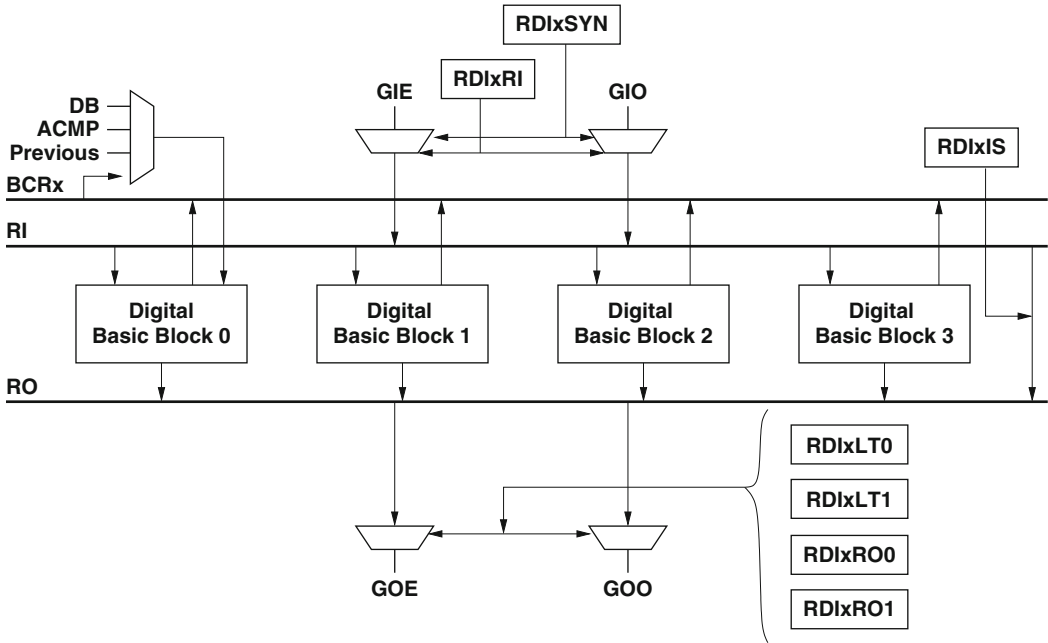 RDIxSYN
RDIxRI
GIE
GIO
DB
ACMP
Previous
RDIxIS
BCRx
RI
Digital
Basic Block 0
Digital
Basic Block 1
Digital
Basic Block 2
Digital
Basic Block 3
RO
RDIxLT0
RDIxLT1
RDIxRO0
RDIxRO1
GOE
GOO